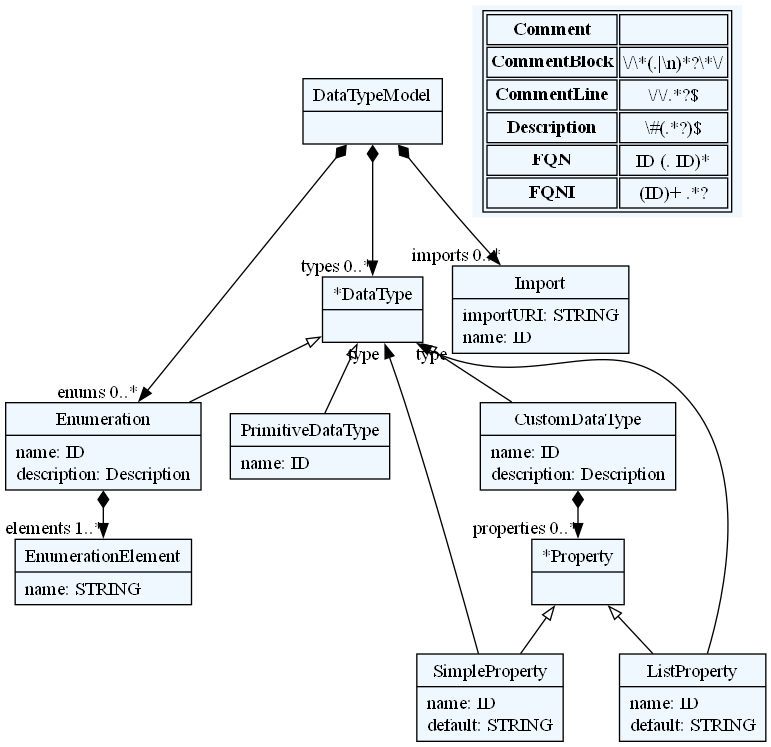 Comment
CommentBlock \/\*(.|\n)*?\*\/
CommentLine \/\/.*?$
Description \#(.*?)$
FQN ID (. ID)*
FQNI (ID)+ .*?
DataTypeModel
imports 0..*
types 0..*
*DataType
Import
importURI: STRING
name: ID
type
type
enums 0..*
Enumeration
name: ID
description: Description
PrimitiveDataType
name: ID
CustomDataType
name: ID
description: Description
elements 1..*
properties 0..*
EnumerationElement
name: STRING
*Property
SimpleProperty
name: ID
default: STRING
ListProperty
name: ID
default: STRING